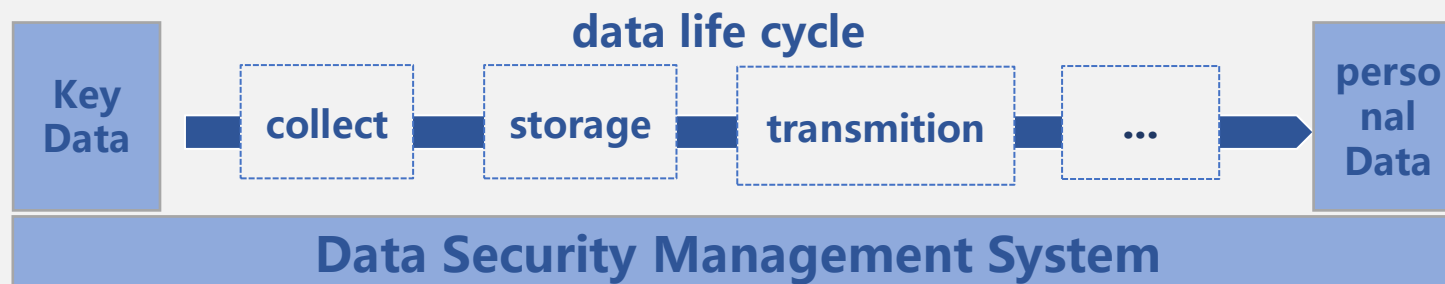 data life cycle
Key
Data
collect
storage
transmition
...
perso
nal
Data
Data Security Management System